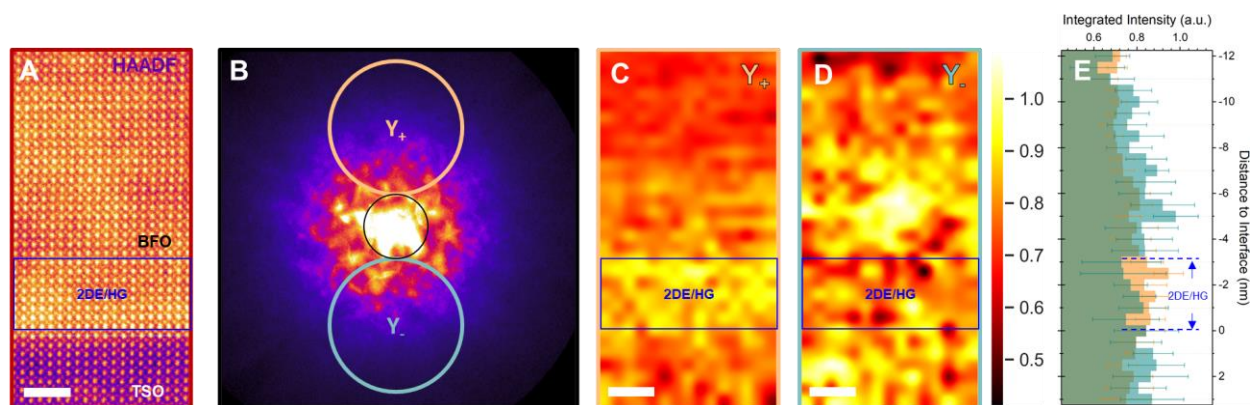 A
HAADF
BFO
2DE/HG
TSO
B
Y+
Y-
C
Y+
2DE/HG
D
Y-
2DE/HG
1.0
0.9
0.8
0.7
0.6
0.5
Integrated Intensity (a.u.)
0.6 0.8 1.0
E
-12
-10
-8
-6
-4
-2
0
2
2DE/HG
Distance to Interface (nm)